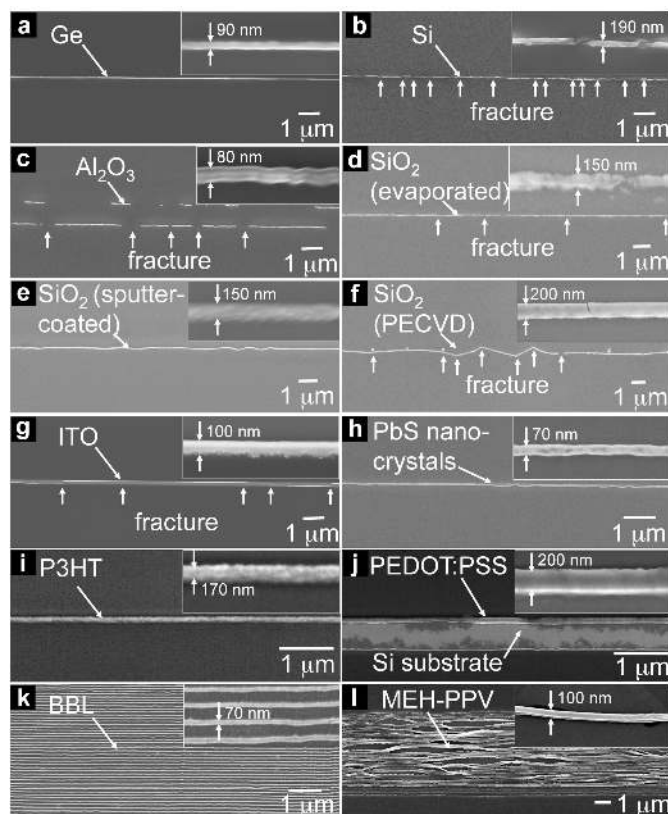 a
90 nm
Ge
1 μm
b
190 nm
Si
fracture
1 μm
c
80 nm
Al₂O₃
fracture
1 μm
d
SiO₂
(evaporated)
150 nm
fracture
1 μm
e
SiO₂ (sputter-
coated)
150 nm
1 μm
f
SiO₂
(PECVD)
200 nm
fracture
1 μm
g
ITO
100 nm
fracture
1 μm
h
PbS nano-
crystals
70 nm
1 μm
i
P3HT
170 nm
1 μm
j
PEDOT:PSS
200 nm
Si substrate
1 μm
k
BBL
70 nm
1 μm
l
MEH-PPV
100 nm
1 μm